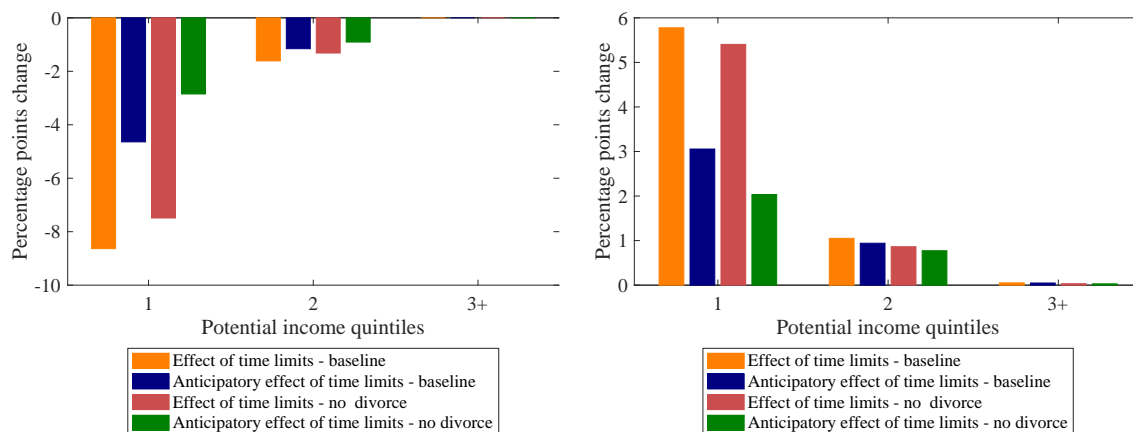 0
-2
-4
-6
-8
-10
Percentage points change
1
2
3+
Potential income quintiles
Effect of time limits - baseline
Anticipatory effect of time limits - baseline
Effect of time limits - no divorce
Anticipatory effect of time limits - no divorce
6
5
4
3
2
1
0
Percentage points change
1
2
3+
Potential income quintiles
Effect of time limits - baseline
Anticipatory effect of time limits - baseline
Effect of time limits - no divorce
Anticipatory effect of time limits - no divorce